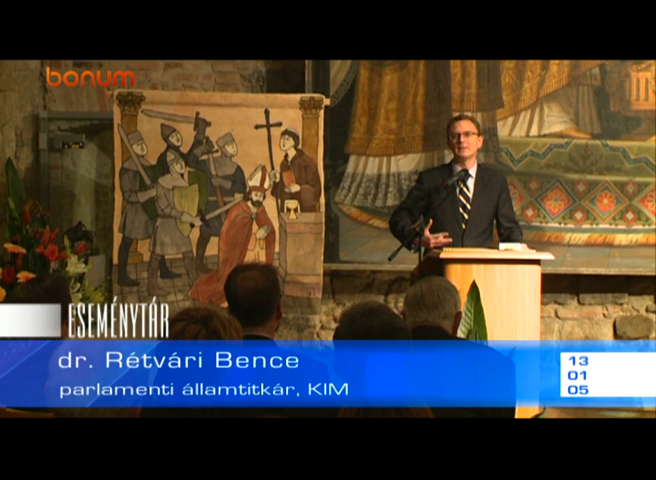 bonum
ESEMÉNYTÁR
dr. Rétvári Bence
parlamenti államtitkár, KIM
13
01
05